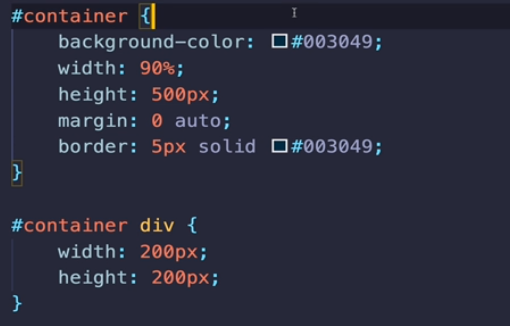 #container {
    background-color: #003049;
    width: 90%;
    height: 500px;
    margin: 0 auto;
    border: 5px solid #003049;
}

#container div {
    width: 200px;
    height: 200px;
}